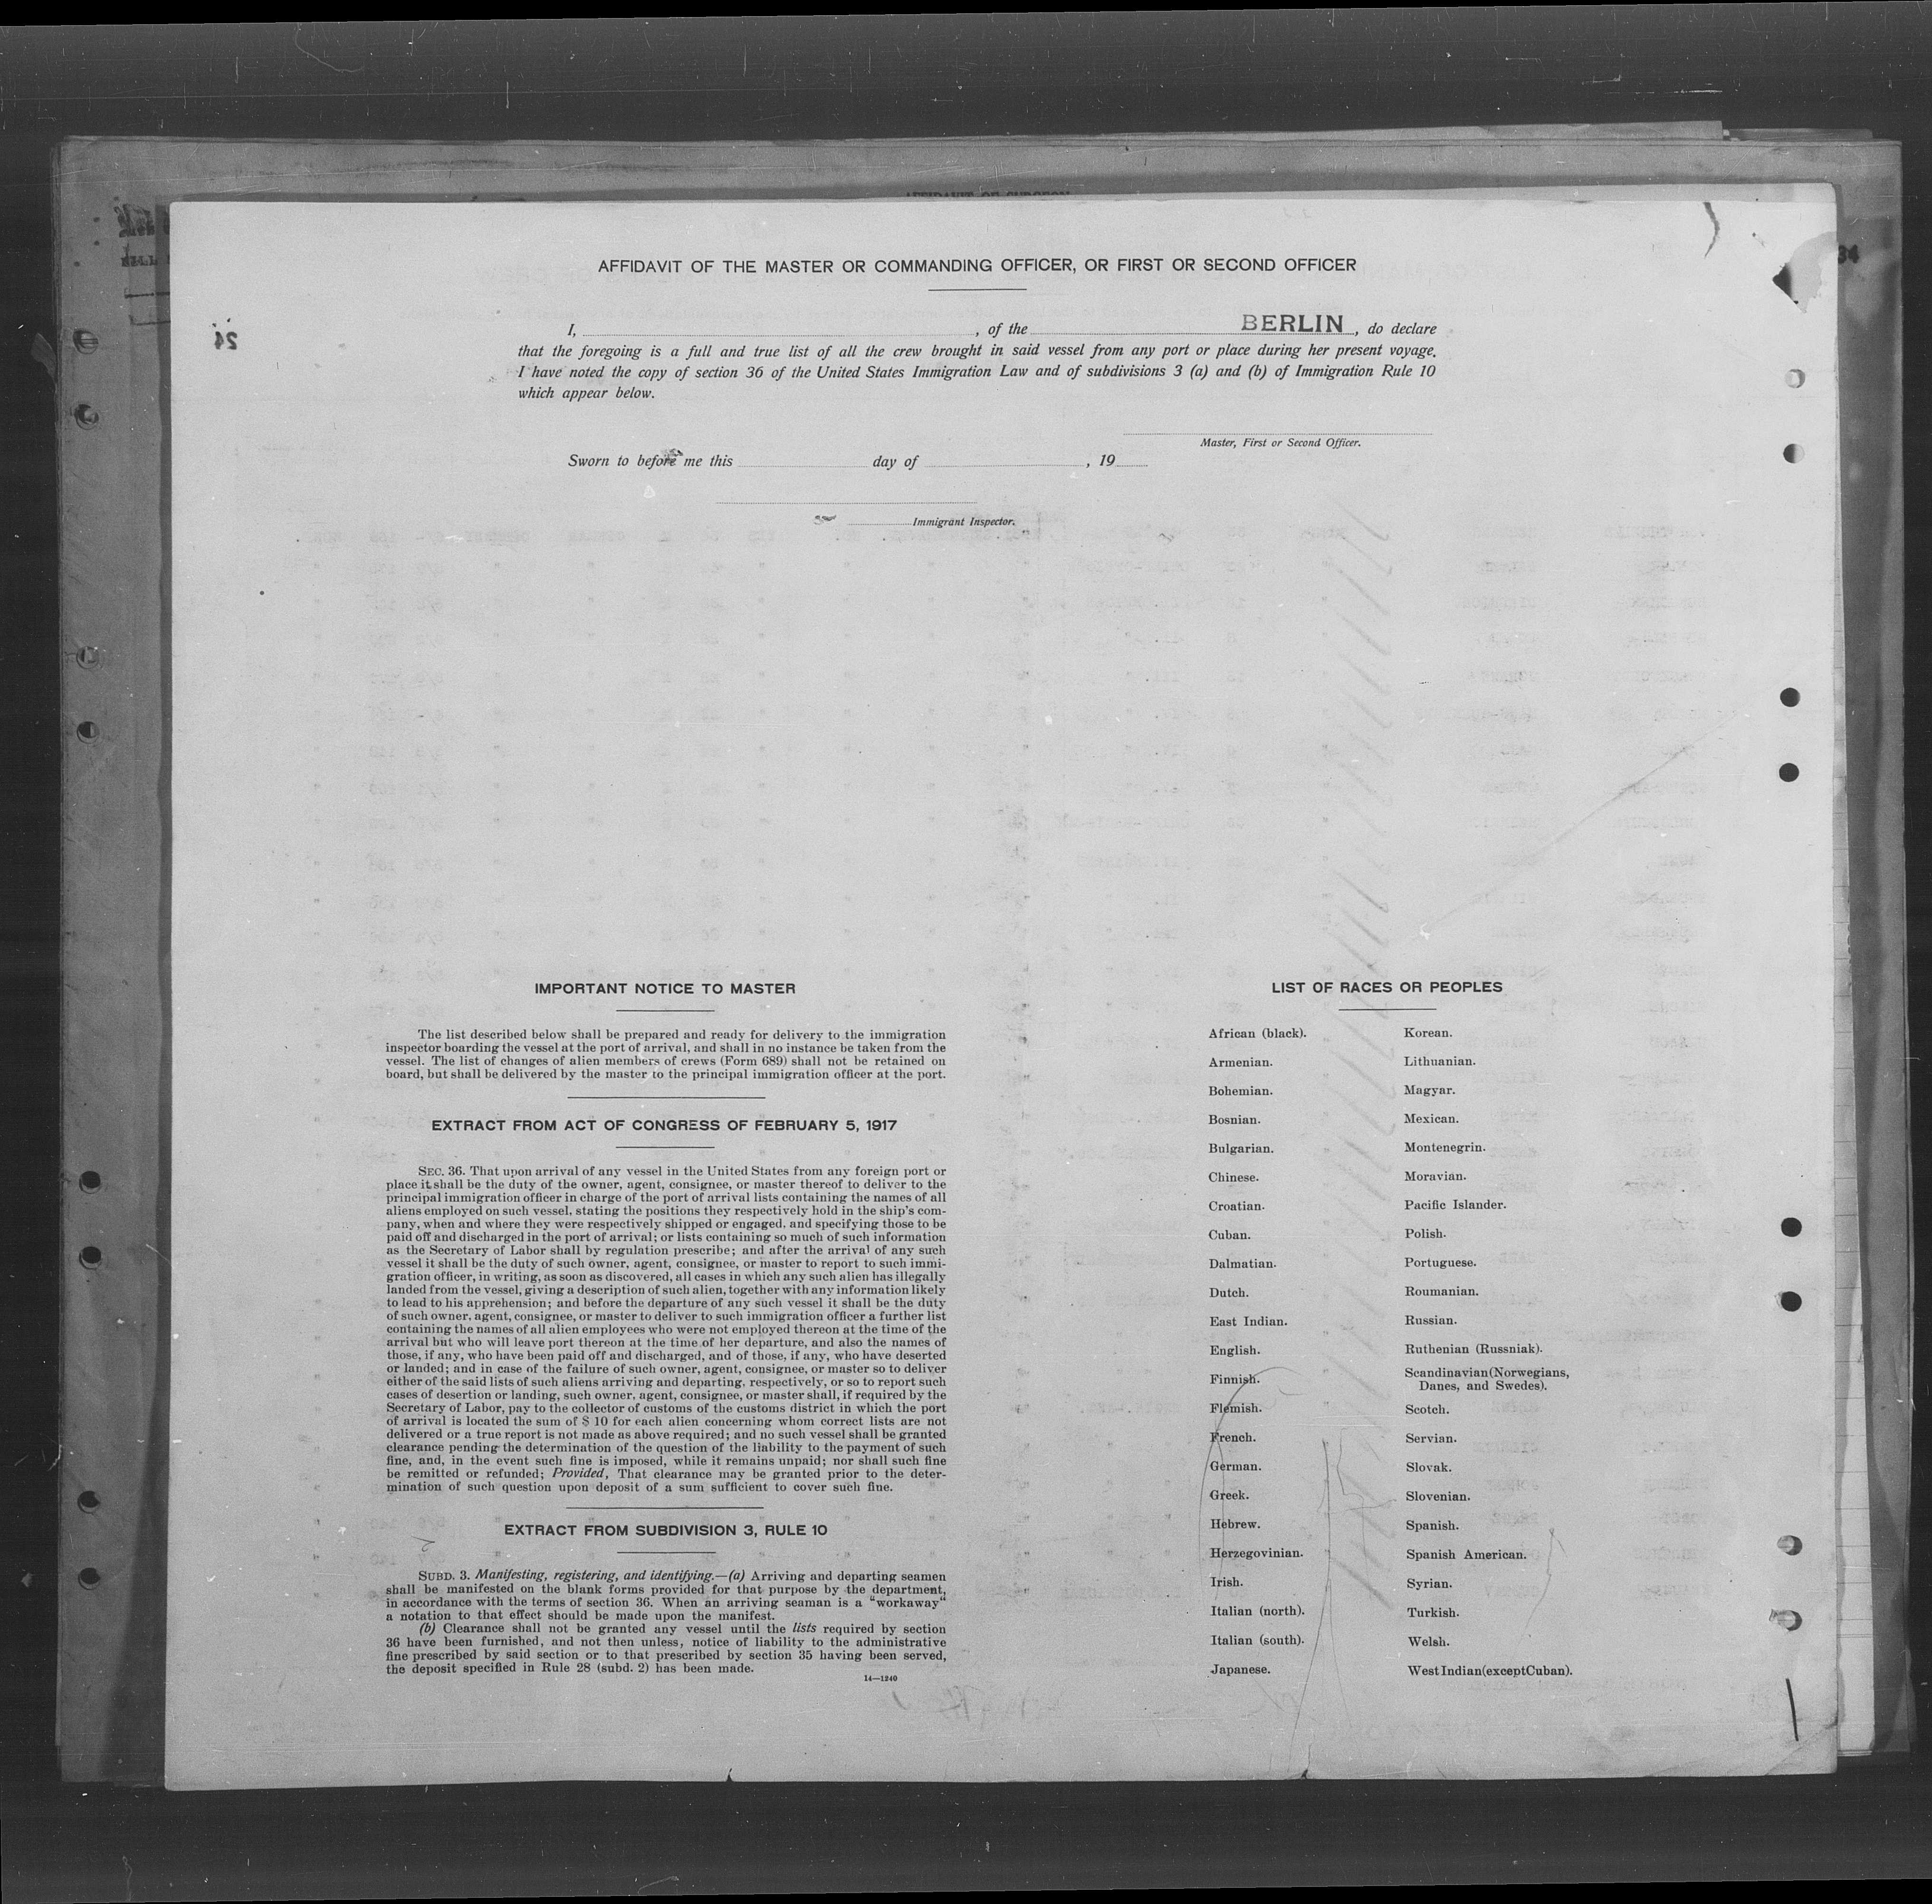 AFFIDAVIT OF THE MASTER OR COMMANDING OFFICER, OR FIRST OR SECOND OFFICER
I, , of the BERLIN, do declare
that the foregoing is a full and true list of all the crew brought in said vessel from any port or place during her present voyage.
I have noted the copy of section 36 of the United States Immigration Law and of subdivisions 3 (a) and (b) of Immigration Rule 10
which appear below.
Master, First or Second Officer.
Sworn to before me this day of , 19
Immigrant Inspector.
IMPORTANT NOTICE TO MASTER
The list described below shall be prepared and ready for delivery to the immigration
inspector boarding the vessel at the port of arrival, and shall in no instance be taken from the
vessel. The list of changes of alien members of crews (Form 689) shall not be retained on
board, but shall be delivered by the master to the principal immigration officer at the port.
EXTRACT FROM ACT OF CONGRESS OF FEBRUARY 5, 1917
SEC. 36. That upon arrival of any vessel in the United States from any foreign port or
place it shall be the duty of the owner, agent, consignee, or master thereof to deliver to the
principal immigration officer in charge of the port of arrival lists containing the names of all
aliens employed on such vessel, stating the positions they respectively hold in the ship's com-
pany, when and where they were respectively shipped or engaged, and specifying those to be
paid off and discharged in the port of arrival; or lists containing so much of such information
as the Secretary of Labor shall by regulation prescribe; and after the arrival of any such
vessel it shall be the duty of such owner, agent, consignee, or master to report to such immi-
gration officer, in writing, as soon as discovered, all cases in which any such alien has illegally
landed from the vessel, giving a description of such alien, together with any information likely
to lead to his apprehension; and before the departure of any such vessel it shall be the duty
of such owner, agent, consignee, or master to deliver to such immigration officer a further list
containing the names of all alien employees who were not employed thereon at the time of the
arrival but who will leave port thereon at the time of her departure, and also the names of
those, if any, who have been paid off and discharged, and of those, if any, who have deserted
or landed; and in case of the failure of such owner, agent, consignee, or master so to deliver
either of the said lists of such aliens arriving and departing, respectively, or so to report such
cases of desertion or landing, such owner, agent, consignee, or master shall, if required by the
Secretary of Labor, pay to the collector of customs of the customs district in which the port
of arrival is located the sum of $ 10 for each alien concerning whom correct lists are not
delivered or a true report is not made as above required; and no such vessel shall be granted
clearance pending the determination of the question of the liability to the payment of such
fine, and, in the event such fine is imposed, while it remains unpaid; nor shall such fine
be remitted or refunded; Provided, That clearance may be granted prior to the deter-
mination of such question upon deposit of a sum sufficient to cover such fine.
EXTRACT FROM SUBDIVISION 3, RULE 10
SUBD. 3. Manifesting, registering, and identifying.—(a) Arriving and departing seamen
shall be manifested on the blank forms provided for that purpose by the department,
in accordance with the terms of section 36. When an arriving seaman is a "workaway"
a notation to that effect should be made upon the manifest.
(b) Clearance shall not be granted any vessel until the lists required by section
36 have been furnished, and not then unless, notice of liability to the administrative
fine prescribed by said section or to that prescribed by section 35 having been served,
the deposit specified in Rule 28 (subd. 2) has been made.
14—1240
LIST OF RACES OR PEOPLES
African (black).
Armenian.
Bohemian.
Bosnian.
Bulgarian.
Chinese.
Croatian.
Cuban.
Dalmatian.
Dutch.
East Indian.
English.
Finnish.
Flemish.
French.
German.
Greek.
Hebrew.
Herzegovinian.
Irish.
Italian (north).
Italian (south).
Japanese.
Korean.
Lithuanian.
Magyar.
Mexican.
Montenegrin.
Moravian.
Pacific Islander.
Polish.
Portuguese.
Roumanian.
Russian.
Ruthenian (Russniak).
Scandinavian(Norwegians,
Danes, and Swedes).
Scotch.
Servian.
Slovak.
Slovenian.
Spanish.
Spanish American.
Syrian.
Turkish.
Welsh.
West Indian(except Cuban).